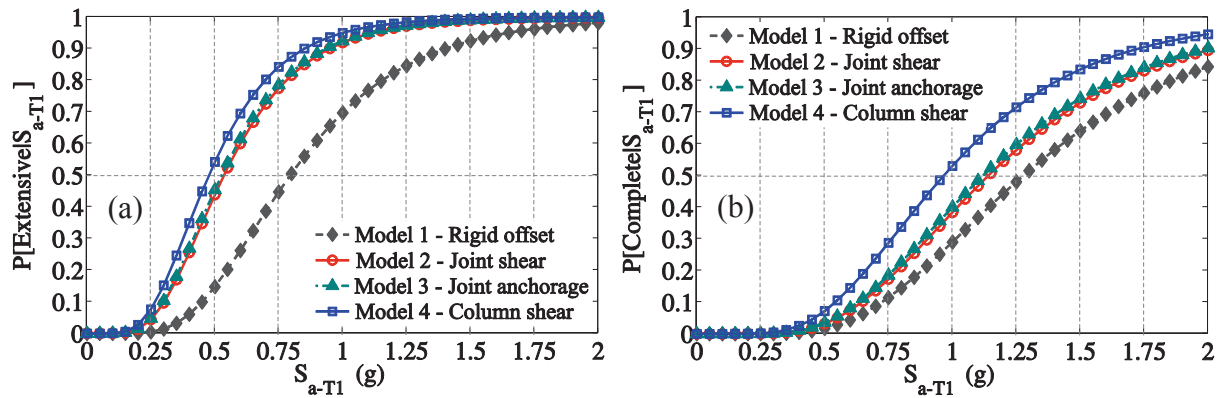 1
0.9
0.8
0.7
0.6
0.5
0.4
0.3
0.2
0.1
0
P[Extensive|S_a-T1]
(a)
Model 1 - Rigid offset
Model 2 - Joint shear
Model 3 - Joint anchorage
Model 4 - Column shear
0 0.25 0.5 0.75 1 1.25 1.5 1.75 2
S_a-T1 (g)
1
0.9
0.8
0.7
0.6
0.5
0.4
0.3
0.2
0.1
0
P[Complete|S_a-T1]
Model 1 - Rigid offset
Model 2 - Joint shear
Model 3 - Joint anchorage
Model 4 - Column shear
(b)
0 0.25 0.5 0.75 1 1.25 1.5 1.75 2
S_a-T1 (g)